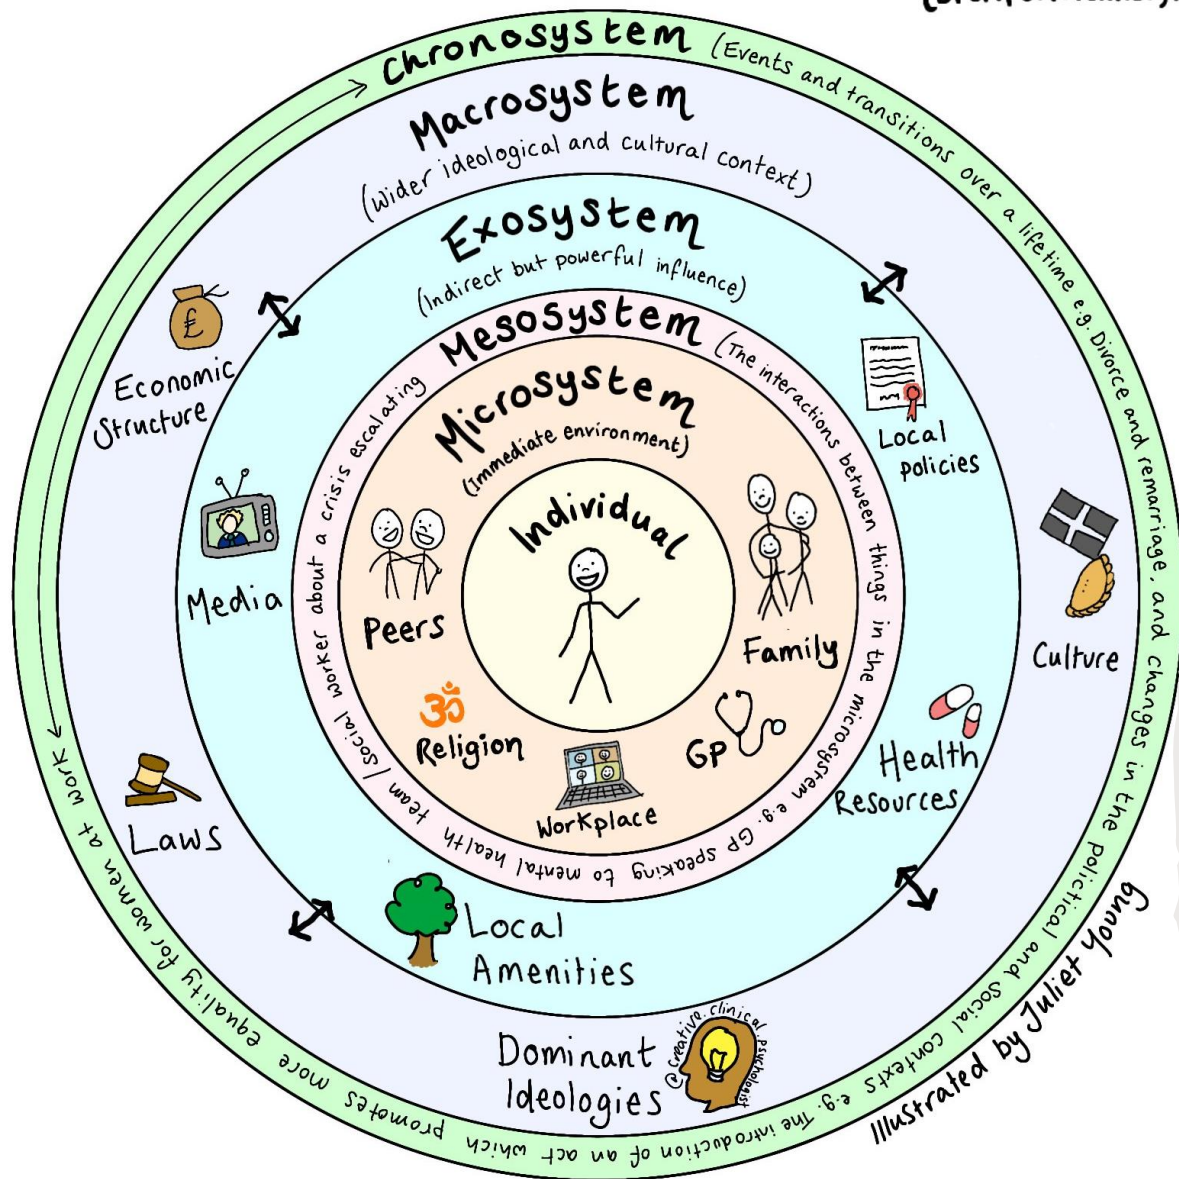 Chronosystem (Events and transitions over a lifetime e.g. Divorce and remarriage, and changes in the polictical and social contexts e.g. The introduction of an act which promotes more equality for women at work
Macrosystem
(Wider ideological and cultural context)
Exosystem
(Indirect but powerful influence)
Mesosystem (The interactions between things in the microsystem e.g. GP speaking to mental health team / social worker about a crisis escalating
Microsystem
(Immediate environment)
Individual
Peers
Family
Religion
GP
Workplace
Media
Local
policies
Health
Resources
Local
Amenities
Economic
Structure
Culture
Laws
Dominant
Ideologies
@creative.clinical.psychologist
£
ॐ
Illustrated by Juliet Young